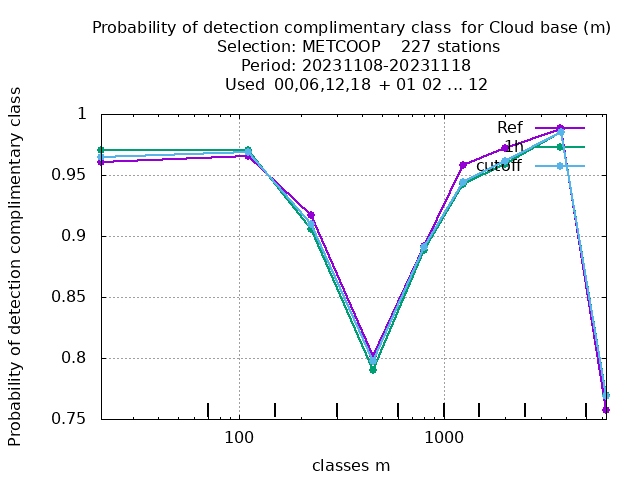 Probability of detection complimentary class  for Cloud base (m)
Selection: METCOOP    227 stations
Period: 20231108-20231118
Used  00,06,12,18 + 01 02 ... 12
Probability of detection complimentary class
1
0.95
0.9
0.85
0.8
0.75
Ref
1h
cutoff
100
1000
classes m